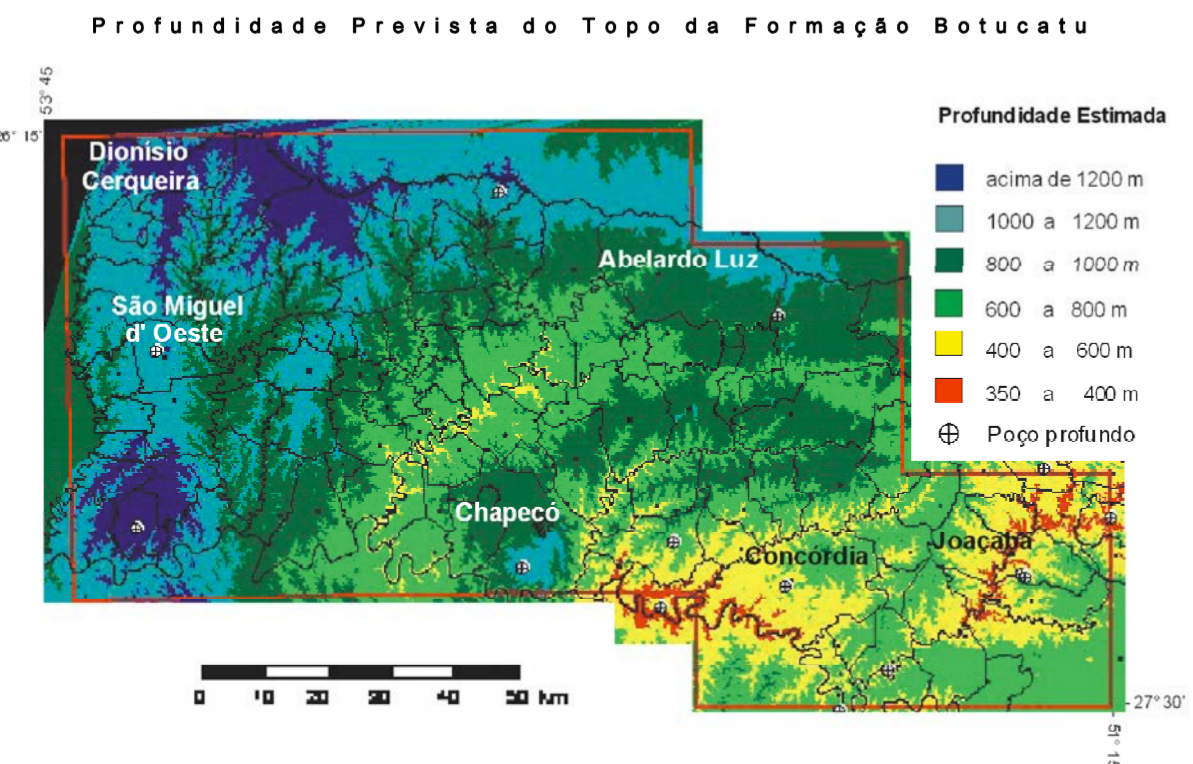 Profundidade Prevista do Topo da Formação Botucatu
53° 45
26° 15'
Dionísio
Cerqueira
Abelardo Luz
São Miguel
d' Oeste
Chapecó
Concórdia
Joaçaba
Profundidade Estimada
acima de 1200 m
1000 a 1200 m
800 a 1000 m
600 a 800 m
400 a 600 m
350 a 400 m
Poço profundo
0 10 20 30 40 50 km
27° 30'
51° 15